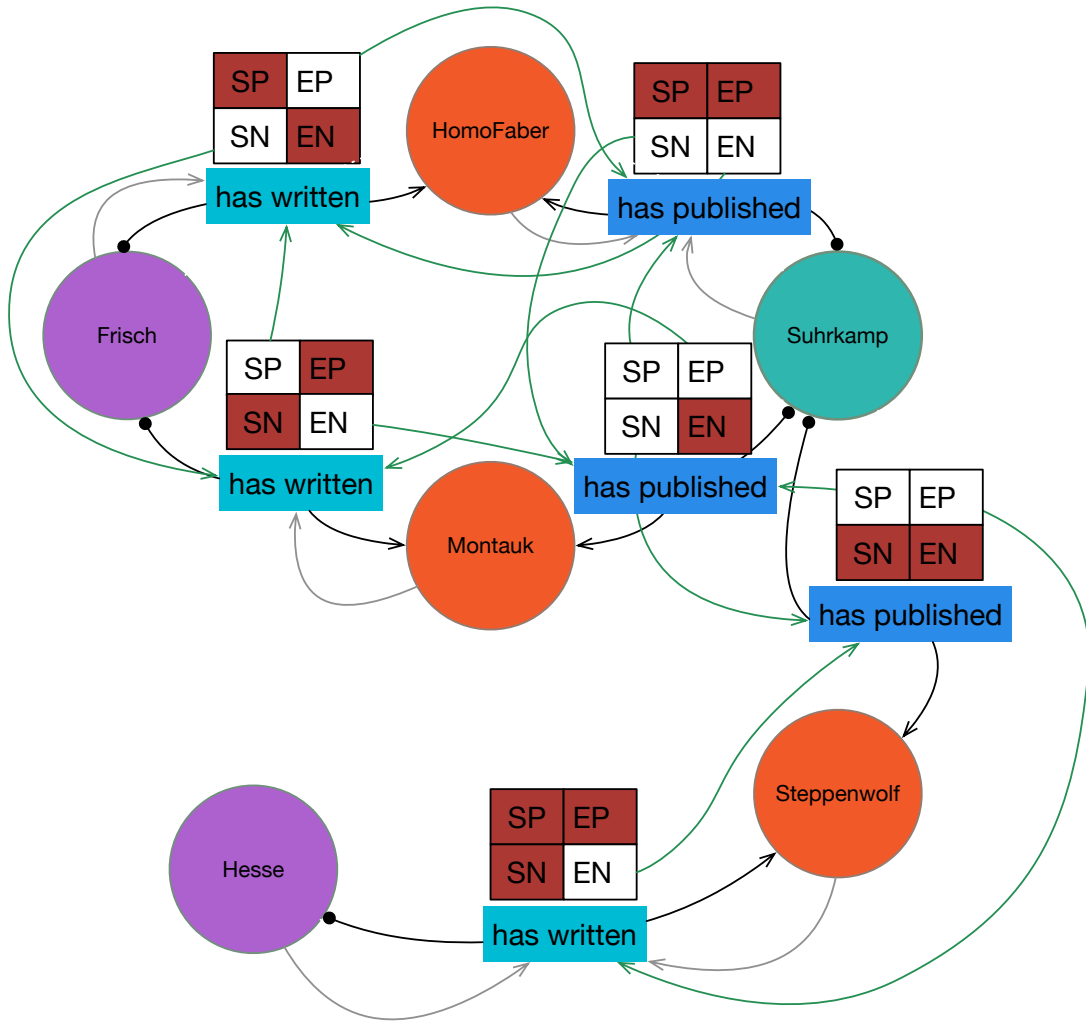 SP EP
SN EN
has written
HomoFaber
SP EP
SN EN
has published
Frisch
Suhrkamp
SP EP
SN EN
has written
SP EP
SN EN
has published
Montauk
SP EP
SN EN
has published
Steppenwolf
SP EP
SN EN
has written
Hesse